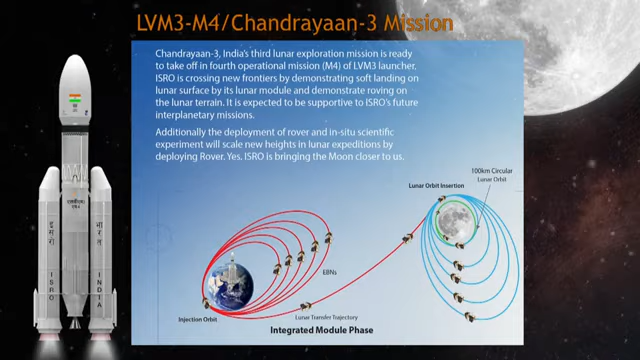 LVM3-M4/Chandrayaan-3 Mission
Chandrayaan-3, India's third lunar exploration mission is ready
to take off in fourth operational mission (M4) of LVM3 launcher.
ISRO is crossing new frontiers by demonstrating soft landing on
lunar surface by its lunar module and demonstrate roving on
the lunar terrain. It is expected to be supportive to ISRO's future
interplanetary missions.
Additionally the deployment of rover and in-situ scientific
experiment will scale new heights in lunar expeditions by
deploying Rover. Yes, ISRO is bringing the Moon closer to us.
100km Circular
Lunar Orbit
Lunar Orbit Insertion
EBNs
Lunar Transfer Trajectory
Injection Orbit
Integrated Module Phase
इसरो
भारत
ISRO
INDIA